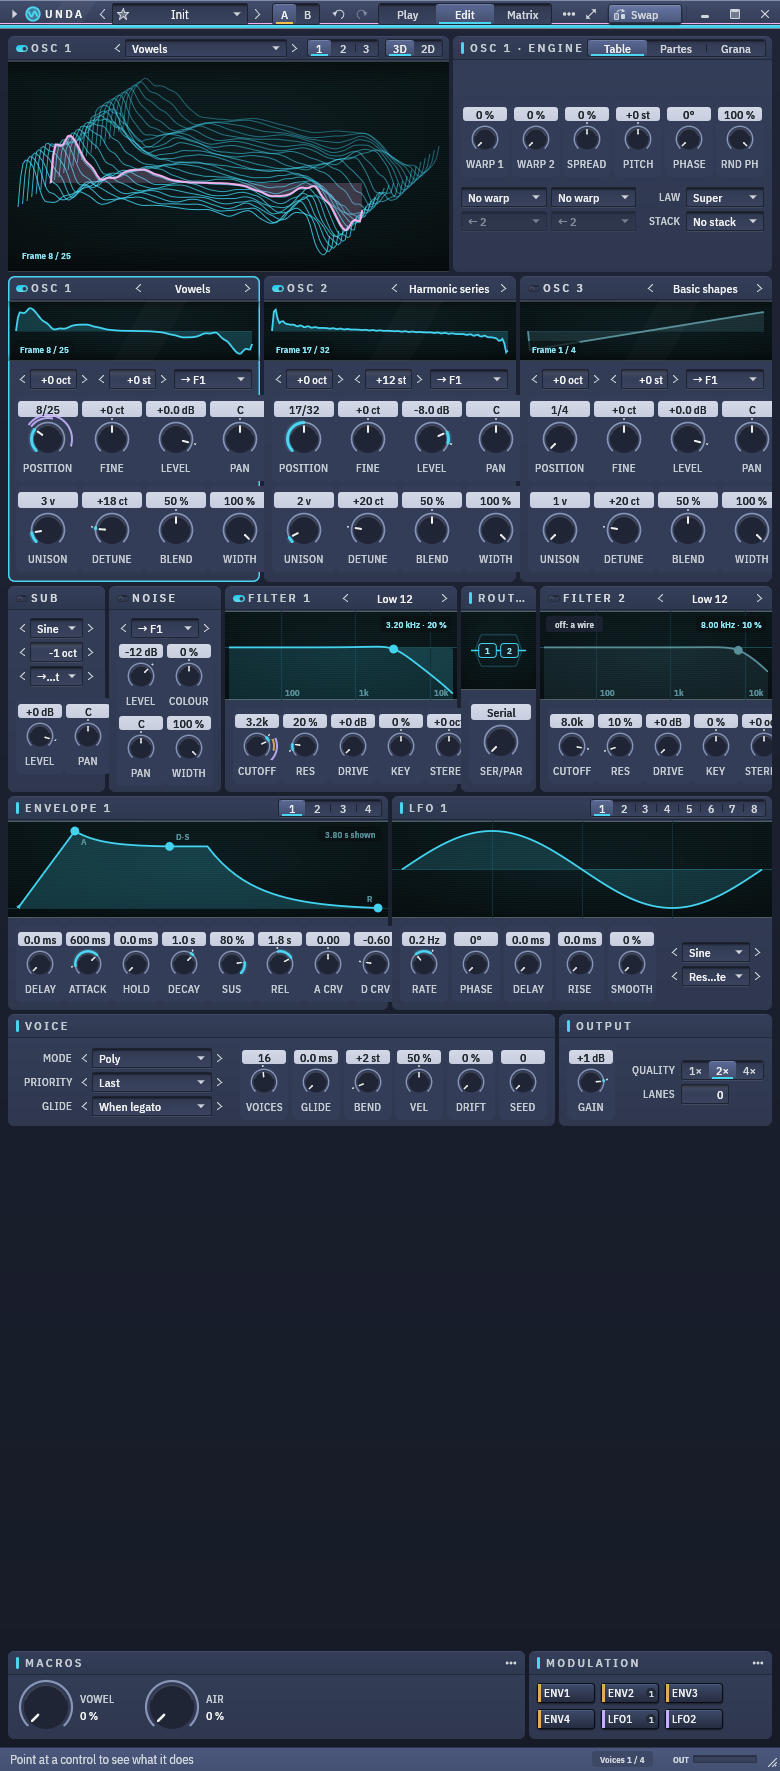 UNDA Init A B Play Edit Matrix Swap
OSC 1 Vowels 1 2 3 3D 2D
OSC 1 · ENGINE Table Partes Grana
Frame 8 / 25
0 % 0 % 0 % +0 st 0° 100 %
WARP 1 WARP 2 SPREAD PITCH PHASE RND PH
No warp No warp LAW Super
← 2 ← 2 STACK No stack
OSC 1 Vowels
OSC 2 Harmonic series
OSC 3 Basic shapes
Frame 8 / 25
Frame 17 / 32
Frame 1 / 4
+0 oct +0 st → F1
+0 oct +12 st → F1
+0 oct +0 st → F1
8/25 +0 ct +0.0 dB C
POSITION FINE LEVEL PAN
17/32 +0 ct -8.0 dB C
POSITION FINE LEVEL PAN
1/4 +0 ct +0.0 dB C
POSITION FINE LEVEL PAN
3 v +18 ct 50 % 100 %
UNISON DETUNE BLEND WIDTH
2 v +20 ct 50 % 100 %
UNISON DETUNE BLEND WIDTH
1 v +20 ct 50 % 100 %
UNISON DETUNE BLEND WIDTH
SUB
Sine
-1 oct
→...t
+0 dB C
LEVEL PAN
NOISE
→ F1
-12 dB 0 %
LEVEL COLOUR
C 100 %
PAN WIDTH
FILTER 1 Low 12
3.20 kHz · 20 %
100 1k 10k
3.2k 20 % +0 dB 0 % +0 oc
CUTOFF RES DRIVE KEY STERE
ROUT...
1 2
Serial
SER/PAR
FILTER 2 Low 12
off: a wire 8.00 kHz · 10 %
100 1k 10k
8.0k 10 % +0 dB 0 % +0 o
CUTOFF RES DRIVE KEY STERE
ENVELOPE 1 1 2 3 4
3.80 s shown
A D-S R
0.0 ms 600 ms 0.0 ms 1.0 s 80 % 1.8 s 0.00 -0.60
DELAY ATTACK HOLD DECAY SUS REL A CRV D CRV
LFO 1 1 2 3 4 5 6 7 8
0.2 Hz 0° 0.0 ms 0.0 ms 0 %
RATE PHASE DELAY RISE SMOOTH
Sine
Res...te
VOICE
MODE Poly
PRIORITY Last
GLIDE When legato
16 0.0 ms +2 st 50 % 0 % 0
VOICES GLIDE BEND VEL DRIFT SEED
OUTPUT
+1 dB
GAIN
QUALITY 1× 2× 4×
LANES 0
MACROS
VOWEL
0 %
AIR
0 %
MODULATION
ENV1 ENV2 1 ENV3
ENV4 LFO1 1 LFO2
Point at a control to see what it does Voices 1 / 4 OUT